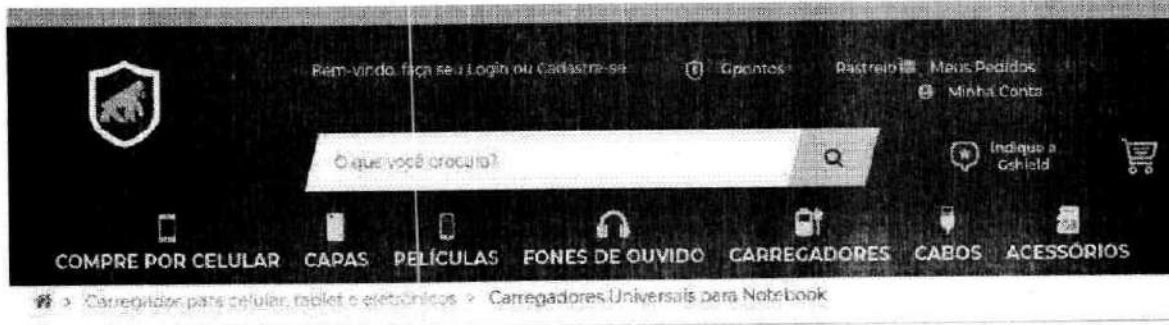 Bem-vindo, faça seu Login ou Cadastre-se Gpontos Rastreio Meus Pedidos
Minha Conta
O que você procura?
Indique a
Gshield
COMPRE POR CELULAR CAPAS PELÍCULAS FONES DE OUVIDO CARREGADORES CABOS ACESSÓRIOS
> Carregador para celular, tablet e eletrônicos > Carregadores Universais para Notebook